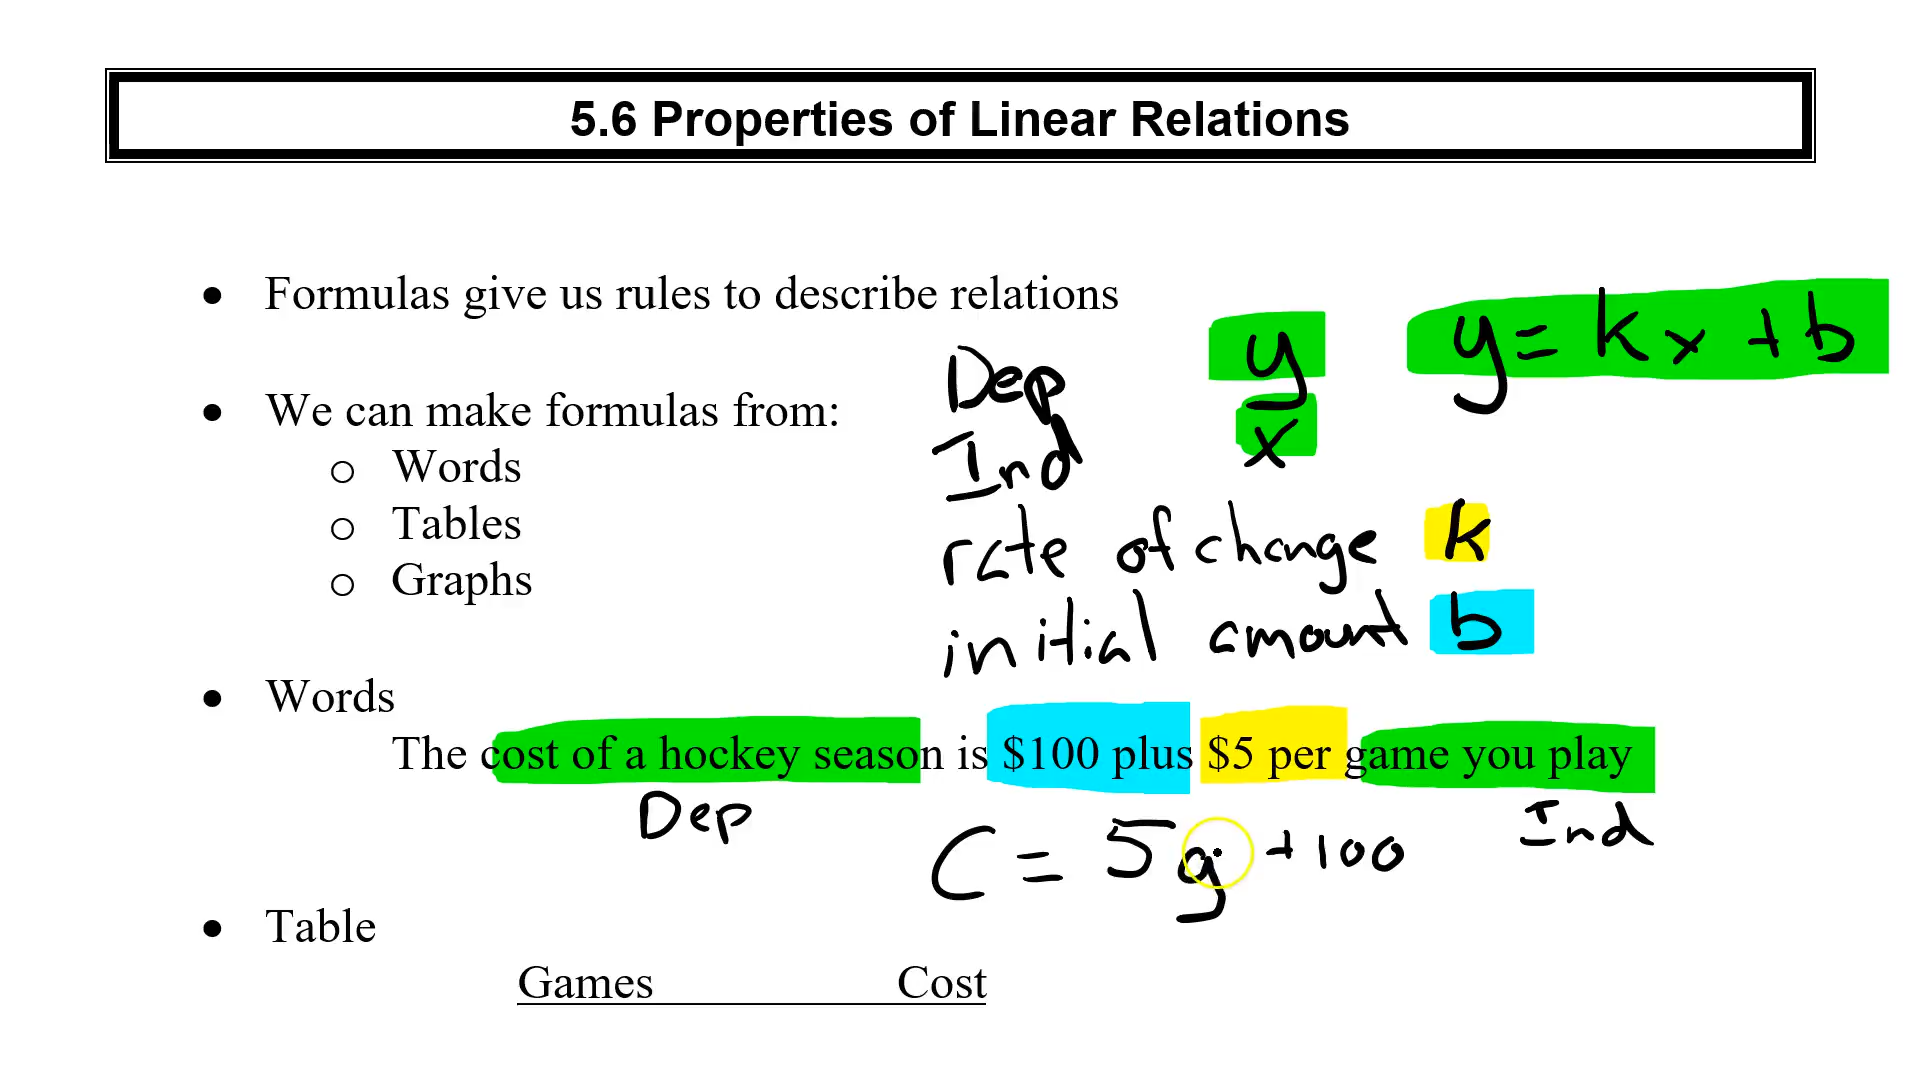 5.6 Properties of Linear Relations
• Formulas give us rules to describe relations
y = kx + b
Dep y
• We can make formulas from:
Ind x
o Words
o Tables
rate of change k
o Graphs
initial amount b
• Words
The cost of a hockey season is $100 plus $5 per game you play
Dep Ind
C = 5g + 100
• Table
Games Cost